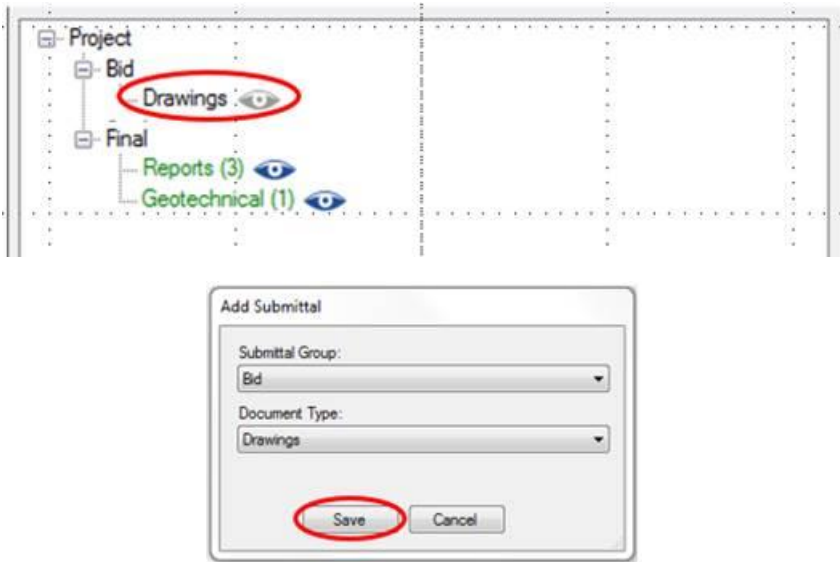 Project
Bid
Drawings
Final
Reports (3)
Geotechnical (1)
Add Submittal
Submittal Group:
Bid
Document Type:
Drawings
Save Cancel